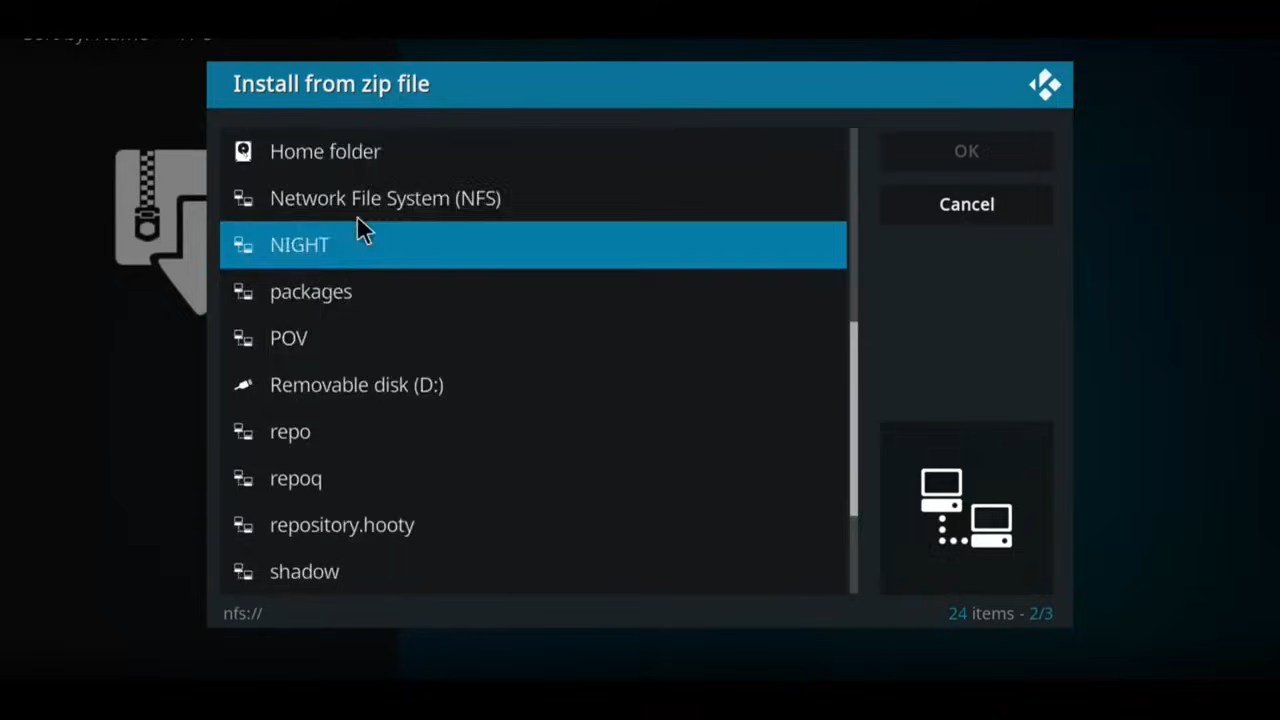 Install from zip file
Home folder
Network File System (NFS)
NIGHT
packages
POV
Removable disk (D:)
repo
repoq
repository.hooty
shadow
OK
Cancel
nfs://
24 items - 2/3